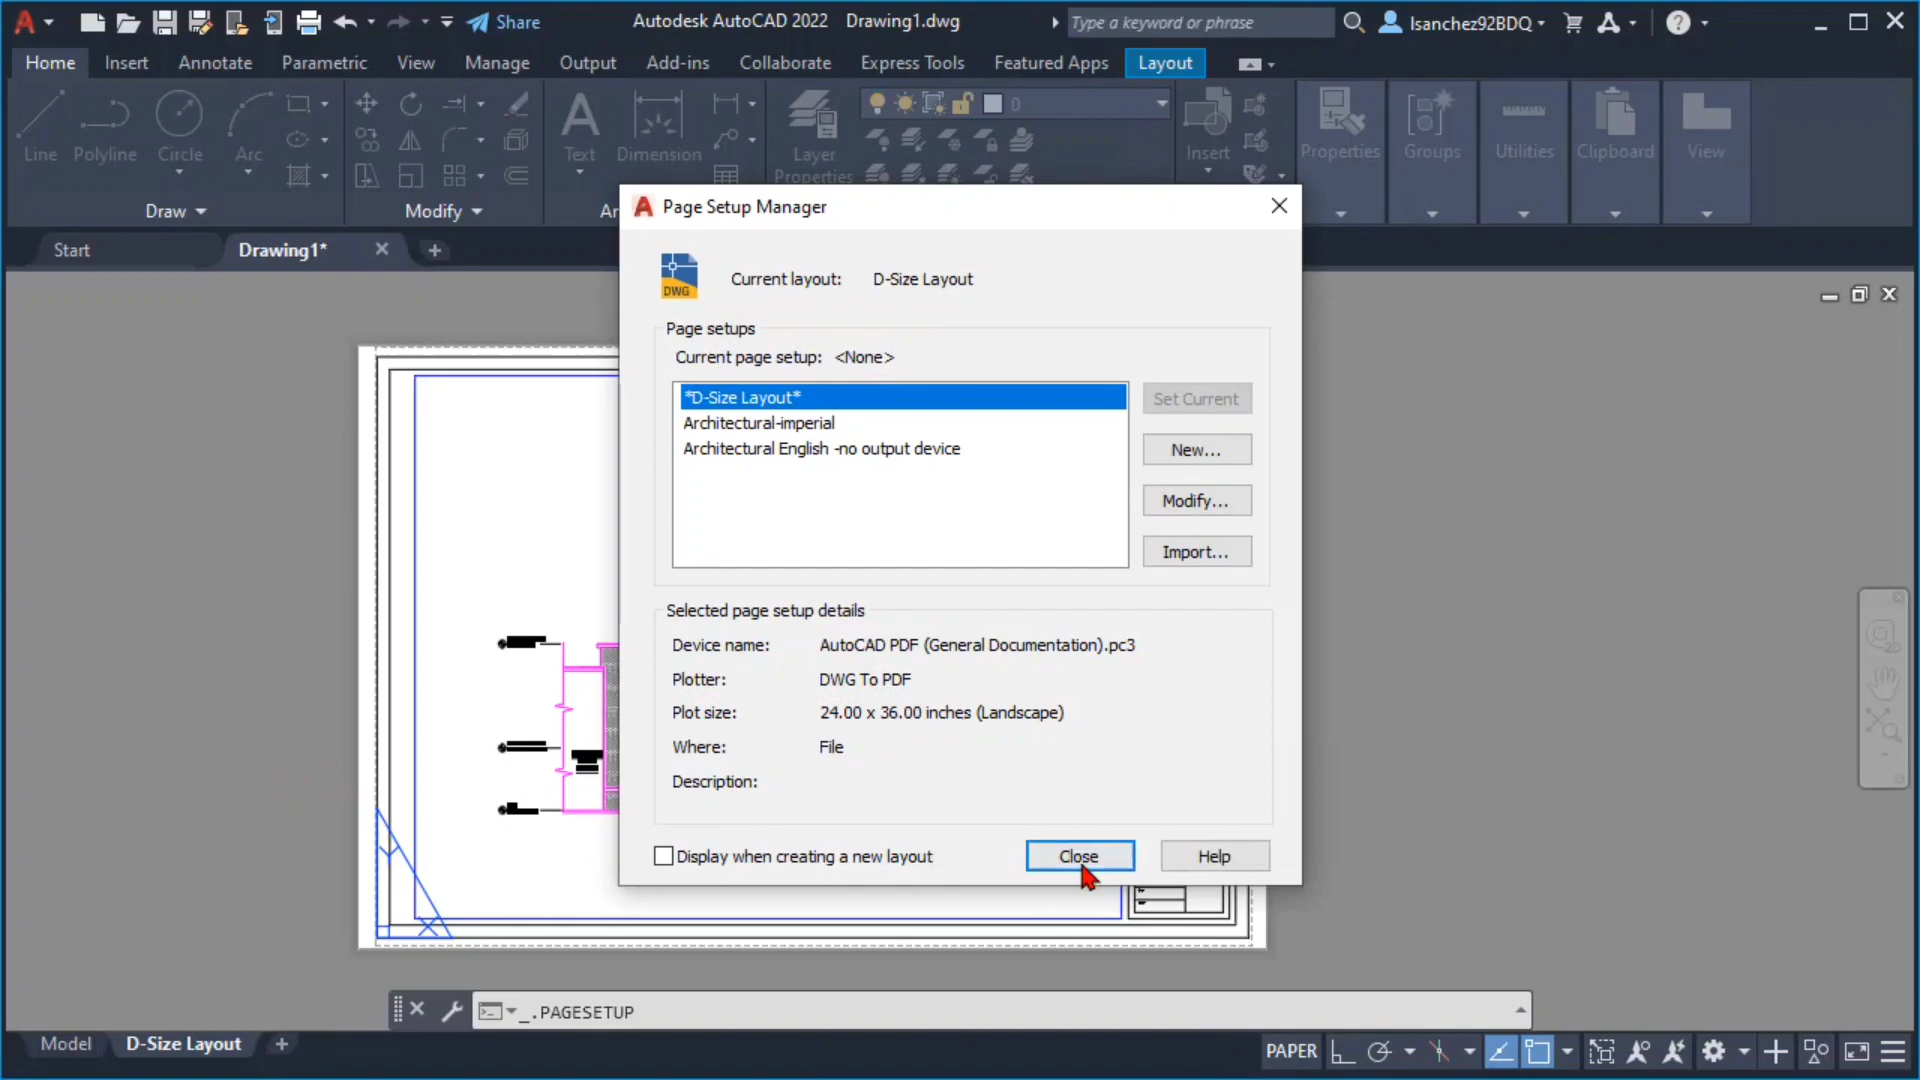 Share
Autodesk AutoCAD 2022 Drawing1.dwg
Type a keyword or phrase
lsanchez92BDQ
Home Insert Annotate Parametric View Manage Output Add-ins Collaborate Express Tools Featured Apps Layout
0
Line Polyline Circle Arc Text Dimension Layer Insert Properties Groups Utilities Clipboard View
Properties
Draw Modify
Start Drawing1*
Page Setup Manager
DWG
Current layout: D-Size Layout
Page setups
Current page setup: <None>
*D-Size Layout*
Architectural-imperial
Architectural English -no output device
Set Current
New...
Modify...
Import...
Selected page setup details
Device name: AutoCAD PDF (General Documentation).pc3
Plotter: DWG To PDF
Plot size: 24.00 x 36.00 inches (Landscape)
Where: File
Description:
Display when creating a new layout
Close
Help
_.PAGESETUP
Model D-Size Layout
PAPER